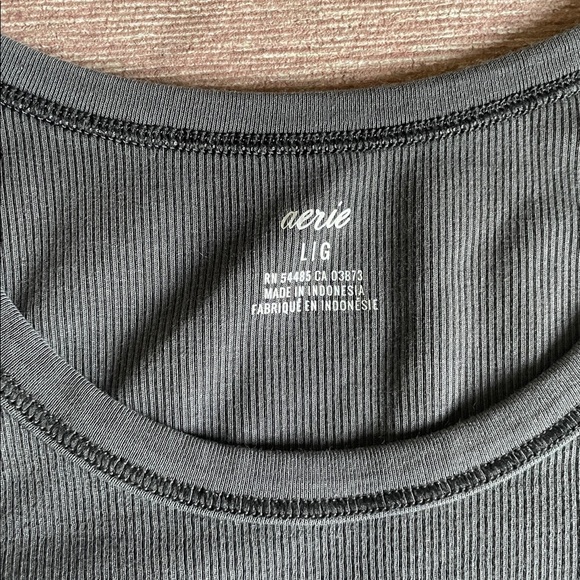 aerie
L|G
RN 54485 CA 03873
MADE IN INDONESIA
FABRIQUÉ EN INDONÉSIE